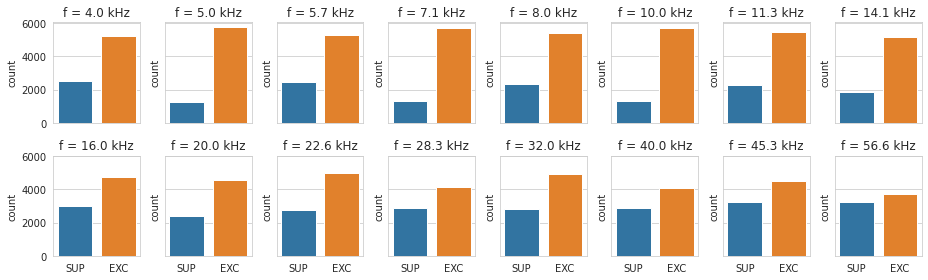 f = 4.0 kHz f = 5.0 kHz f = 5.7 kHz f = 7.1 kHz f = 8.0 kHz f = 10.0 kHz f = 11.3 kHz f = 14.1 kHz
6000
4000
2000
0
count count count count count count count count
f = 16.0 kHz f = 20.0 kHz f = 22.6 kHz f = 28.3 kHz f = 32.0 kHz f = 40.0 kHz f = 45.3 kHz f = 56.6 kHz
6000
4000
2000
0
count count count count count count count count
SUP EXC SUP EXC SUP EXC SUP EXC SUP EXC SUP EXC SUP EXC SUP EXC